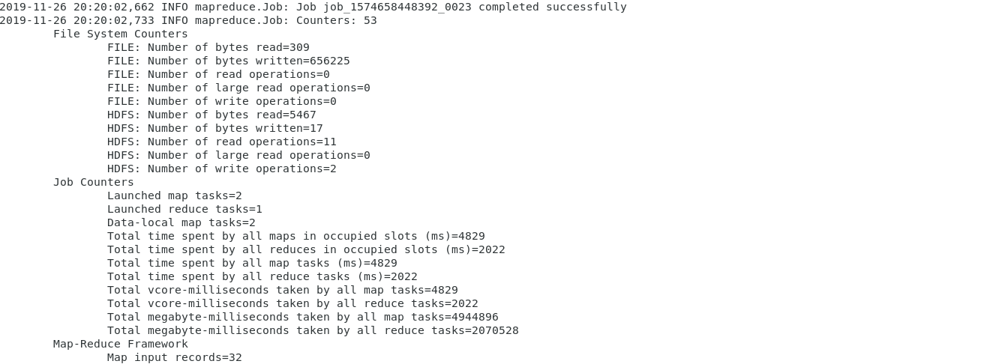 2019-11-26 20:20:02,662 INFO mapreduce.Job: Job job_1574658448392_0023 completed successfully
2019-11-26 20:20:02,733 INFO mapreduce.Job: Counters: 53
        File System Counters
                FILE: Number of bytes read=309
                FILE: Number of bytes written=656225
                FILE: Number of read operations=0
                FILE: Number of large read operations=0
                FILE: Number of write operations=0
                HDFS: Number of bytes read=5467
                HDFS: Number of bytes written=17
                HDFS: Number of read operations=11
                HDFS: Number of large read operations=0
                HDFS: Number of write operations=2
        Job Counters
                Launched map tasks=2
                Launched reduce tasks=1
                Data-local map tasks=2
                Total time spent by all maps in occupied slots (ms)=4829
                Total time spent by all reduces in occupied slots (ms)=2022
                Total time spent by all map tasks (ms)=4829
                Total time spent by all reduce tasks (ms)=2022
                Total vcore-milliseconds taken by all map tasks=4829
                Total vcore-milliseconds taken by all reduce tasks=2022
                Total megabyte-milliseconds taken by all map tasks=4944896
                Total megabyte-milliseconds taken by all reduce tasks=2070528
        Map-Reduce Framework
                Map input records=32